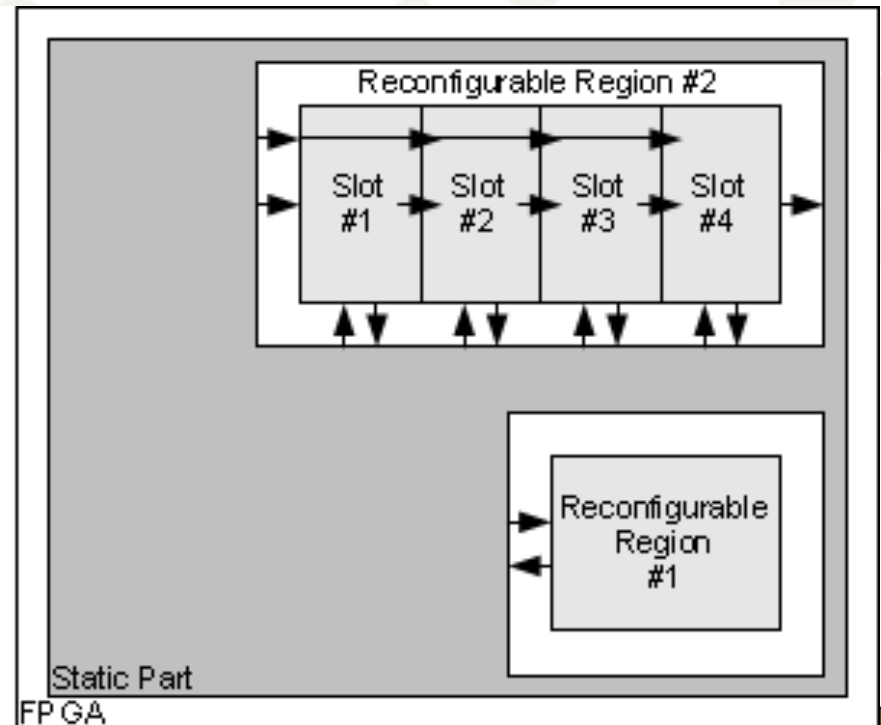 Reconfigurable Region #2
Slot
#1
Slot
#2
Slot
#3
Slot
#4
Reconfigurable
Region
#1
Static Part
FPGA